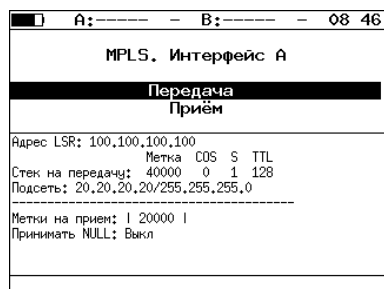 A:----- – B:----- – 08 46
MPLS. Интерфейс A
Передача
Приём
Адрес LSR: 100.100.100.100
Метка COS S TTL
Стек на передачу: 40000 0 1 128
Подсеть: 20.20.20.20/255.255.255.0
----------------------------------------
Метки на прием: | 20000 |
Принимать NULL: Выкл